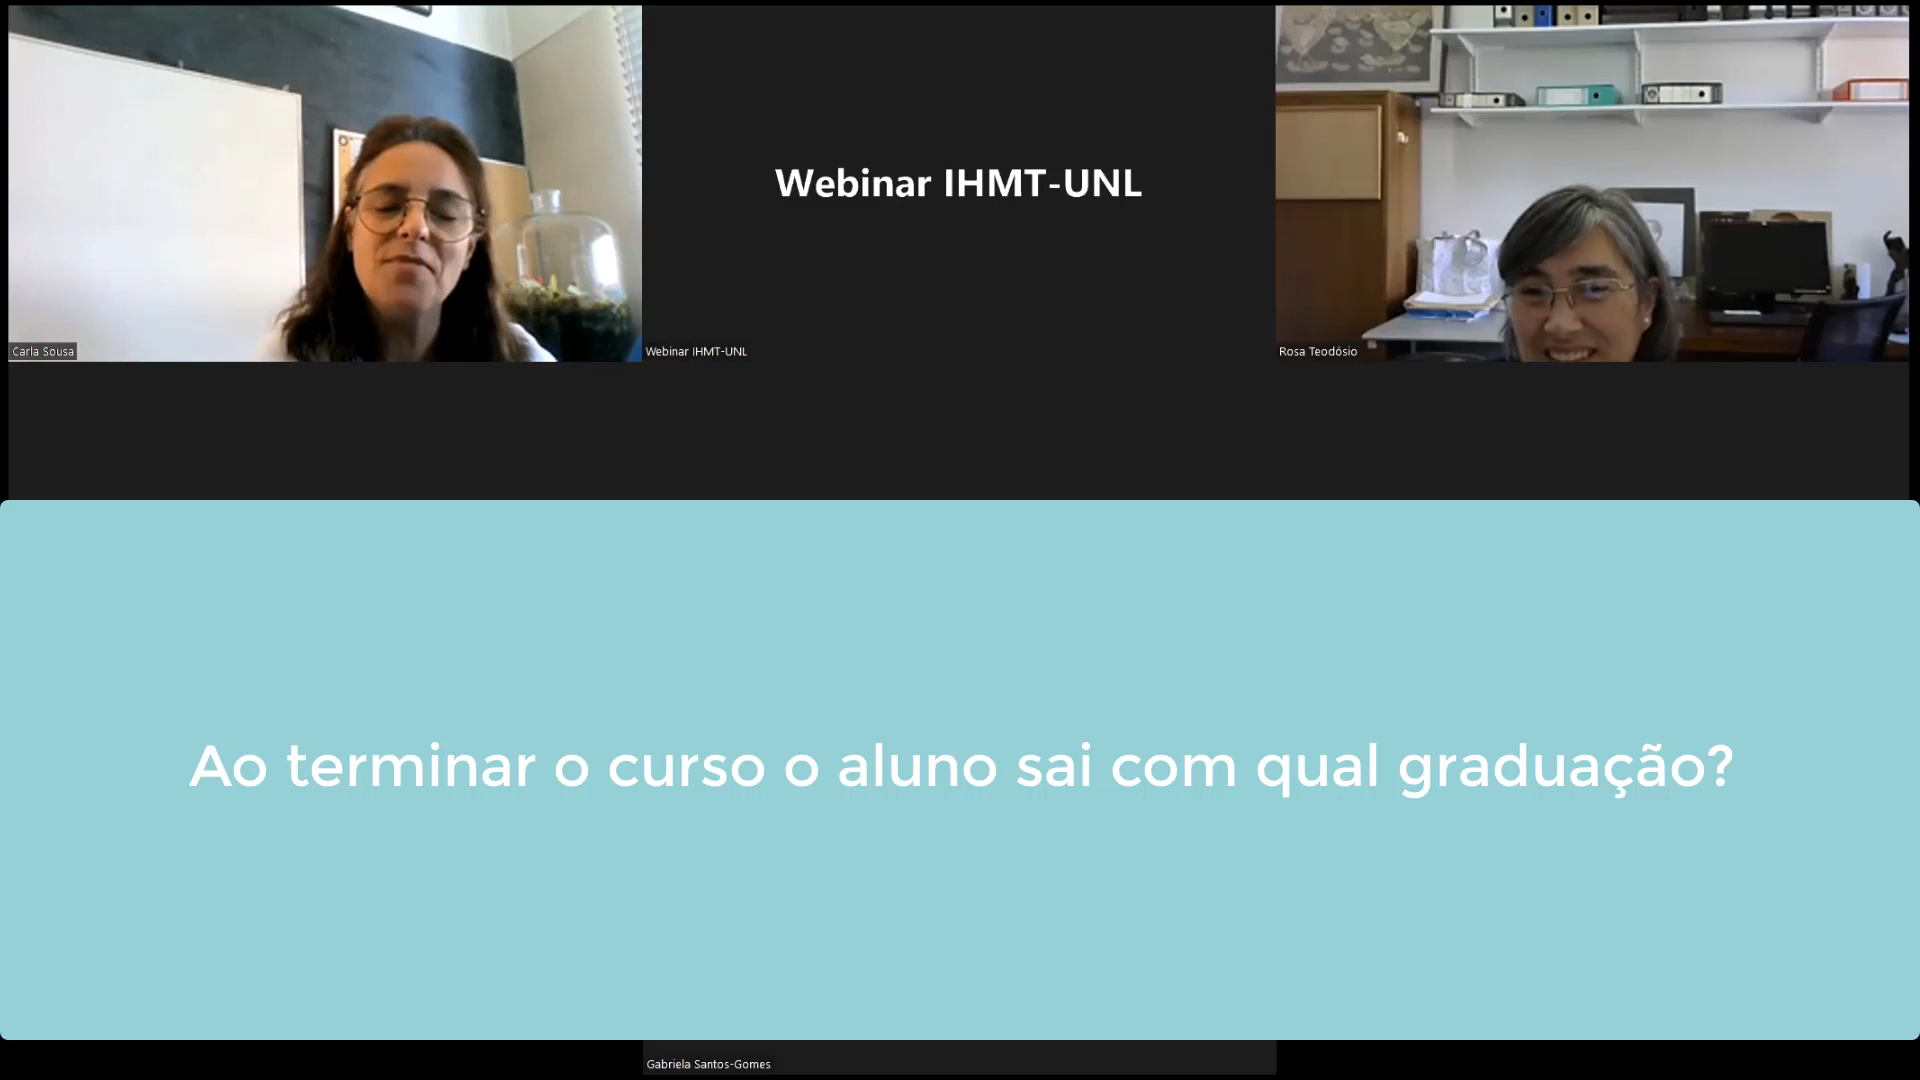 Webinar IHMT-UNL
Carla Sousa
Webinar IHMT-UNL
Rosa Teodósio
Ao terminar o curso o aluno sai com qual graduação?
Gabriela Santos-Gomes